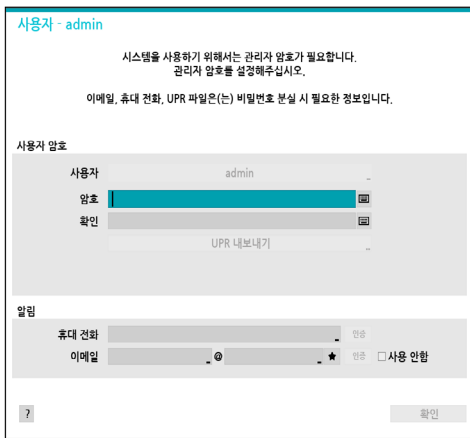 사용자 - admin
시스템을 사용하기 위해서는 관리자 암호가 필요합니다.
관리자 암호를 설정해주십시오.
이메일, 휴대 전화, UPR 파일은(는) 비밀번호 분실 시 필요한 정보입니다.
사용자 암호
사용자 admin
암호
확인
UPR 내보내기
알림
휴대 전화 인증
이메일 @ 인증 사용 안함
? 확인